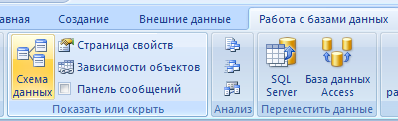 авная Создание Внешние данные Работа с базами данных
Схема данных
Страница свойств
Зависимости объектов
Панель сообщений
Показать или скрыть
Анализ
SQL Server
База данных Access
Переместить данные
ра